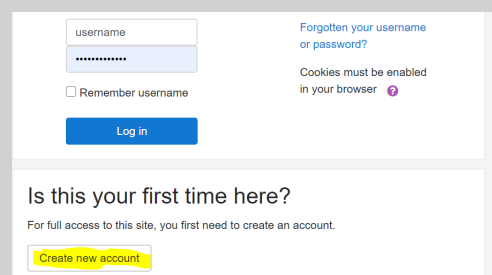 username
Forgotten your username
or password?
•••••••••••••
Remember username
Cookies must be enabled
in your browser
Log in
Is this your first time here?
For full access to this site, you first need to create an account.
Create new account